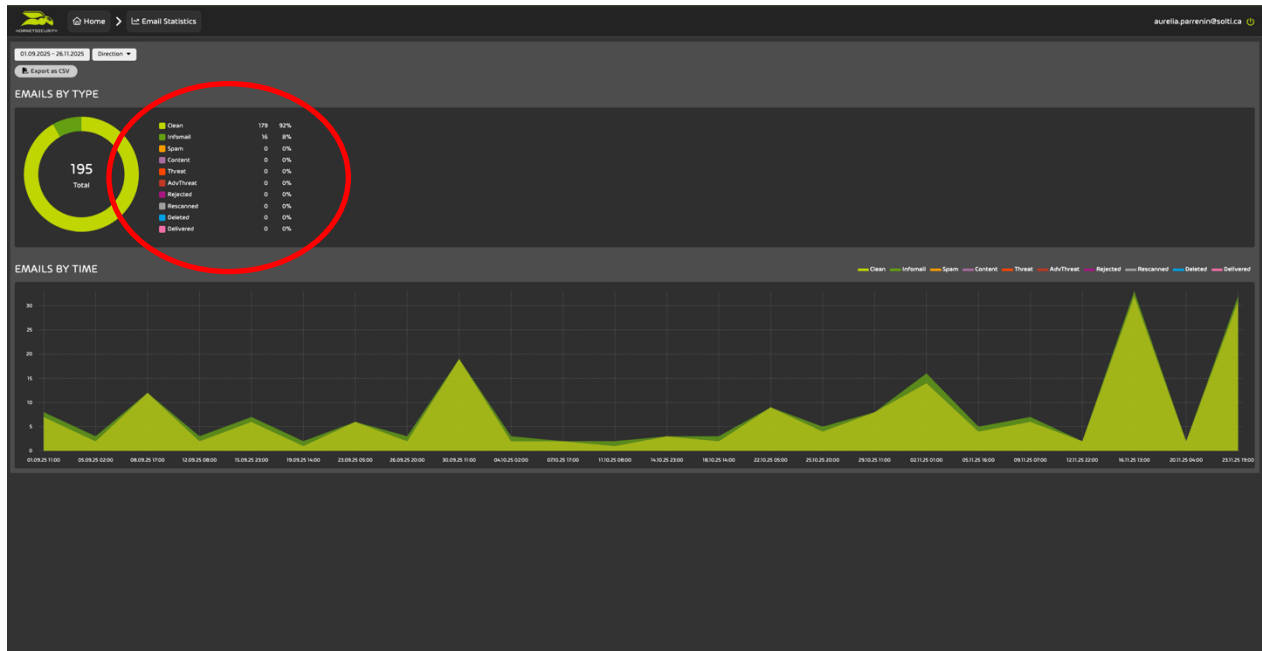 HORNETSECURITY Home Email Statistics aurelia.parrenin@solti.ca
01.09.2025 - 26.11.2025 Direction
Export as CSV
EMAILS BY TYPE
195
Total
Clean 179 92%
Infomail 16 8%
Spam 0 0%
Content 0 0%
Threat 0 0%
AdvThreat 0 0%
Rejected 0 0%
Rescanned 0 0%
Deleted 0 0%
Delivered 0 0%
EMAILS BY TIME
Clean Infomail Spam Content Threat AdvThreat Rejected Rescanned Deleted Delivered
30
25
20
15
10
5
0
01.09.25 11:00 05.09.25 02:00 08.09.25 17:00 12.09.25 08:00 15.09.25 23:00 19.09.25 14:00 23.09.25 05:00 26.09.25 20:00 30.09.25 11:00 04.10.25 02:00 07.10.25 17:00 11.10.25 08:00 14.10.25 23:00 18.10.25 14:00 22.10.25 05:00 25.10.25 20:00 29.10.25 11:00 02.11.25 01:00 05.11.25 16:00 09.11.25 07:00 12.11.25 22:00 16.11.25 13:00 20.11.25 04:00 23.11.25 19:00